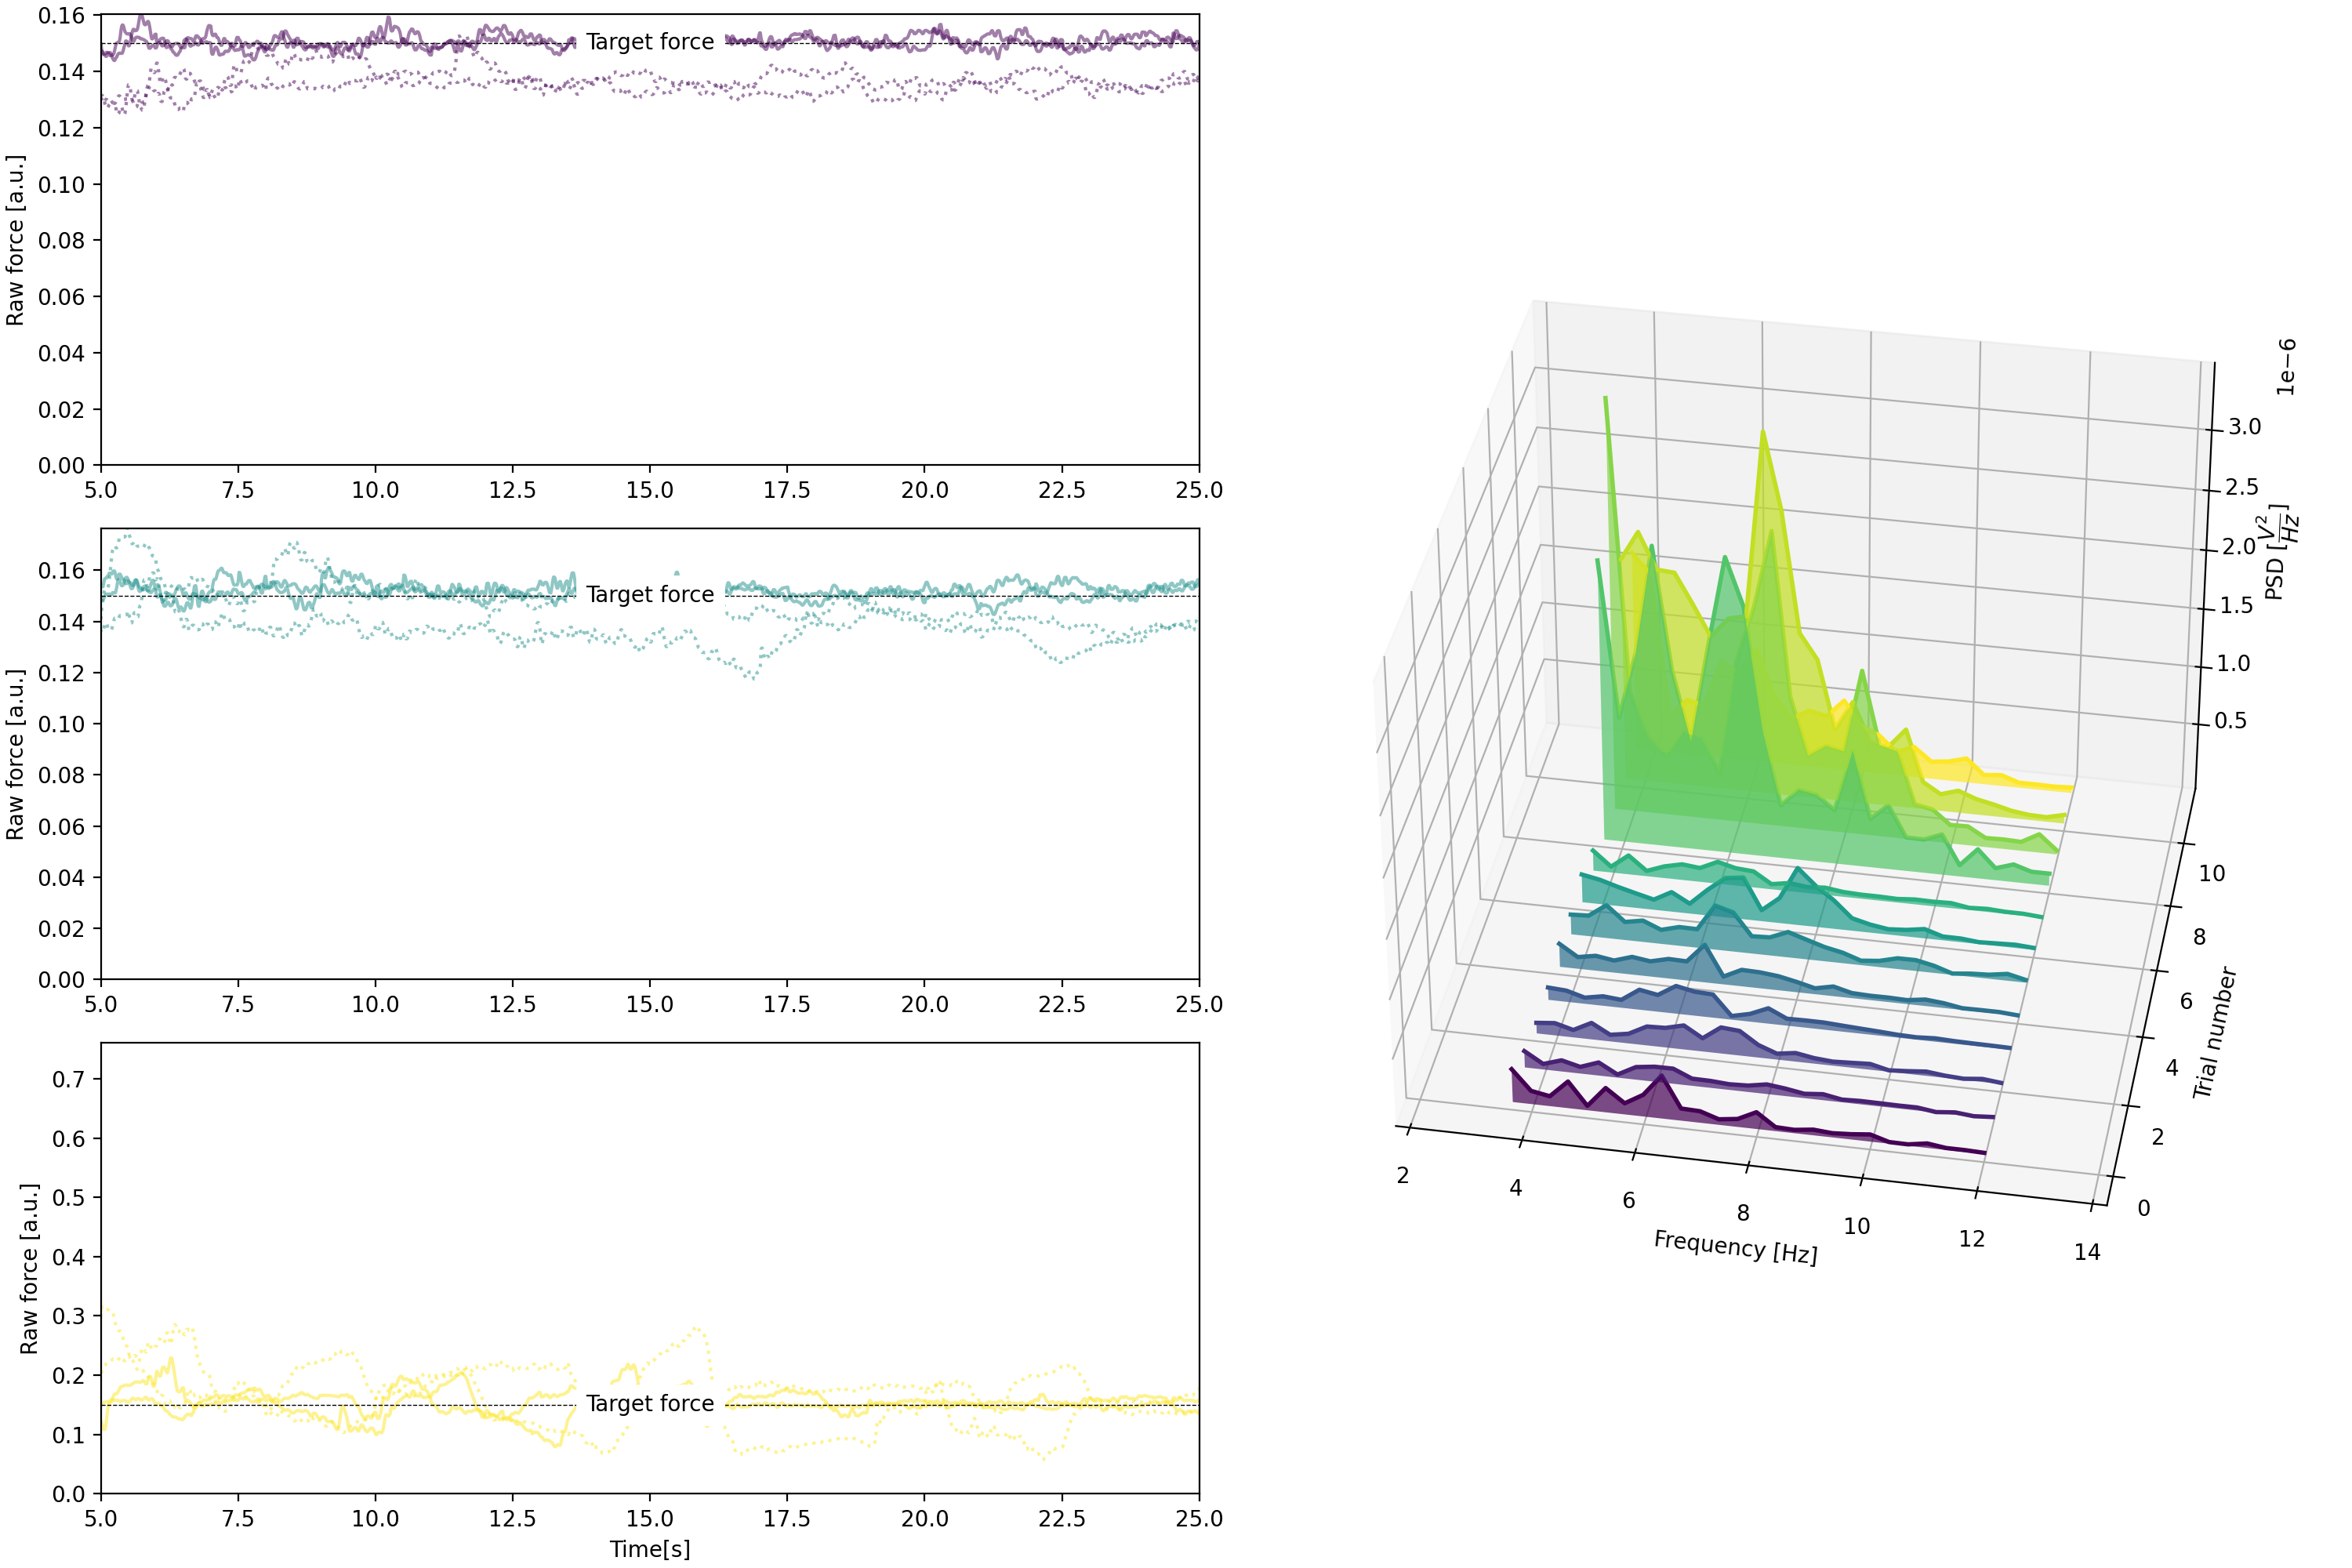 0.16
0.14
0.12
0.10
0.08
0.06
0.04
0.02
0.00
Raw force [a.u.]
Target force
5.0 7.5 10.0 12.5 15.0 17.5 20.0 22.5 25.0
0.16
0.14
0.12
0.10
0.08
0.06
0.04
0.02
0.00
Raw force [a.u.]
Target force
5.0 7.5 10.0 12.5 15.0 17.5 20.0 22.5 25.0
0.7
0.6
0.5
0.4
0.3
0.2
0.1
0.0
Raw force [a.u.]
Target force
5.0 7.5 10.0 12.5 15.0 17.5 20.0 22.5 25.0
Time[s]
1e−6
3.0
2.5
2.0
1.5
1.0
0.5
PSD [V²/Hz]
10
8
6
4
2
0
Trial number
2 4 6 8 10 12 14
Frequency [Hz]